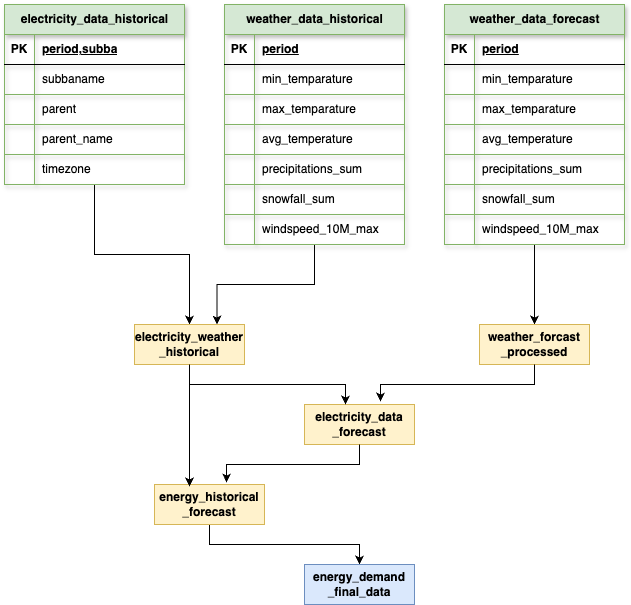 electricity_data_historical
PK period,subba
subbaname
parent
parent_name
timezone
weather_data_historical
PK period
min_temparature
max_temparature
avg_temperature
precipitations_sum
snowfall_sum
windspeed_10M_max
weather_data_forecast
PK period
min_temparature
max_temparature
avg_temperature
precipitations_sum
snowfall_sum
windspeed_10M_max
electricity_weather
_historical
weather_forcast
_processed
electricity_data
_forecast
energy_historical
_forecast
energy_demand
_final_data